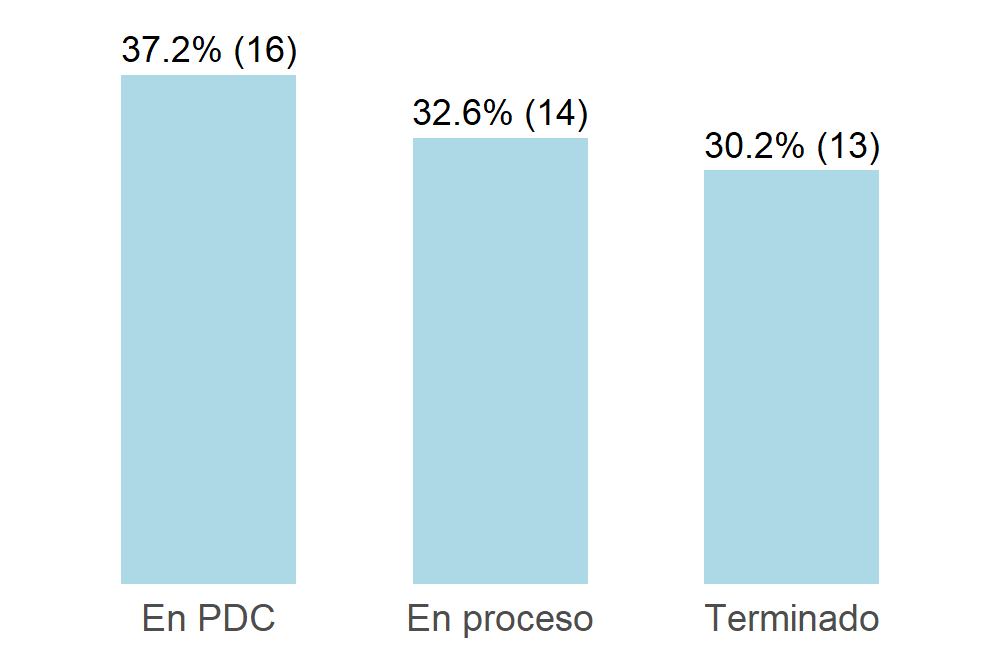 37.2% (16)
32.6% (14)
30.2% (13)
En PDC
En proceso
Terminado